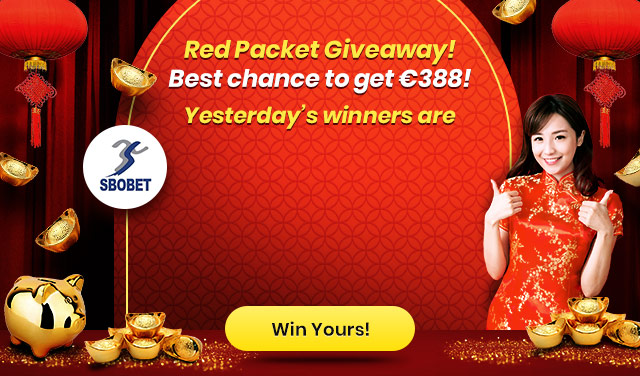 Red Packet Giveaway!
Best chance to get €388!
Yesterday's winners are
SBOBET
Win Yours!